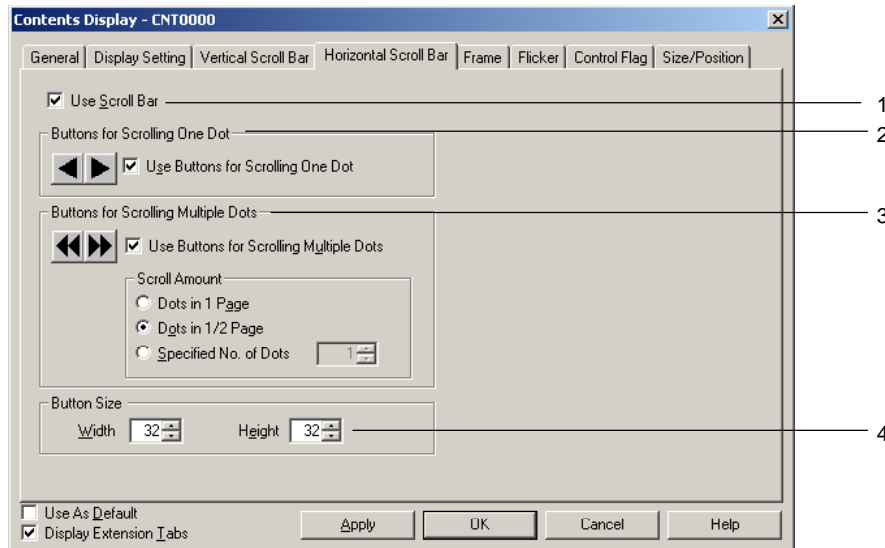 Contents Display - CNT0000
General Display Setting Vertical Scroll Bar Horizontal Scroll Bar Frame Flicker Control Flag Size/Position
Use Scroll Bar 1
Buttons for Scrolling One Dot 2
Use Buttons for Scrolling One Dot
Buttons for Scrolling Multiple Dots 3
Use Buttons for Scrolling Multiple Dots
Scroll Amount
Dots in 1 Page
Dots in 1/2 Page
Specified No. of Dots 1
Button Size
Width 32 Height 32 4
Use As Default
Display Extension Tabs
Apply OK Cancel Help